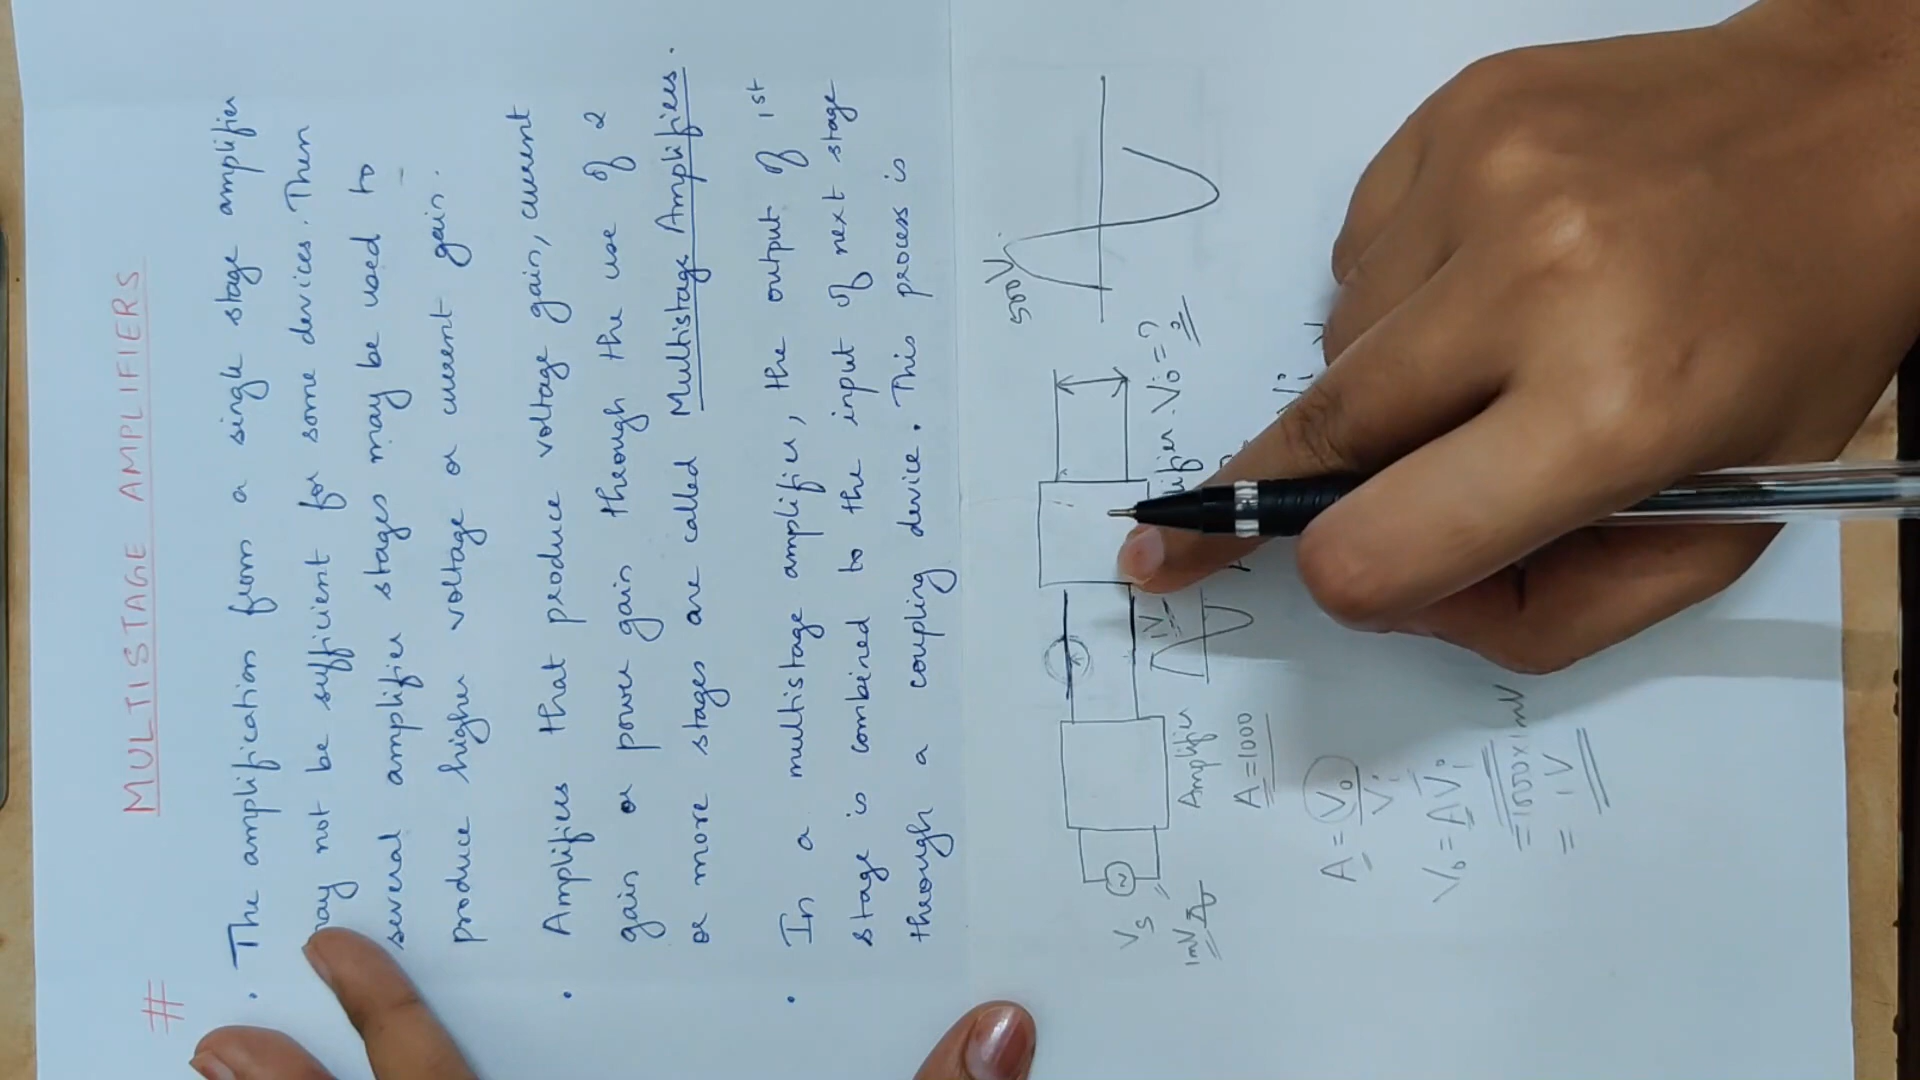 # MULTISTAGE AMPLIFIERS
• The amplification from a single stage amplifier
may not be sufficient for some devices. Then
several amplifier stages may be used to
produce higher voltage or current gain.
• Amplifiers that produce voltage gain, current
gain or power gain through the use of 2
or more stages are called Multistage Amplifiers.
• In a multistage amplifier, the output of 1st
stage is combined to the input of next stage
through a coupling device. This process is
500V
Vs
1mV
Amplifier
A=1000
1V
Vo=?
A = Vo/Vi
Vo = AVi
=1000x1mV
= 1V
Vi